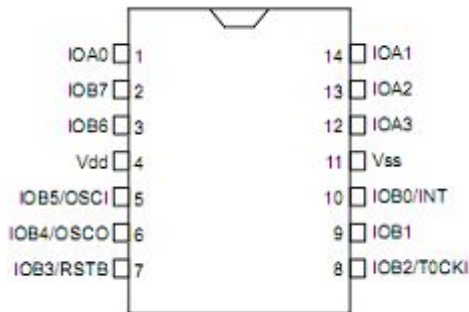 IOA0 1 14 IOA1
IOB7 2 13 IOA2
IOB6 3 12 IOA3
Vdd 4 11 Vss
IOB5/OSCI 5 10 IOB0/INT
IOB4/OSCO 6 9 IOB1
IOB3/RSTB 7 8 IOB2/T0CKI